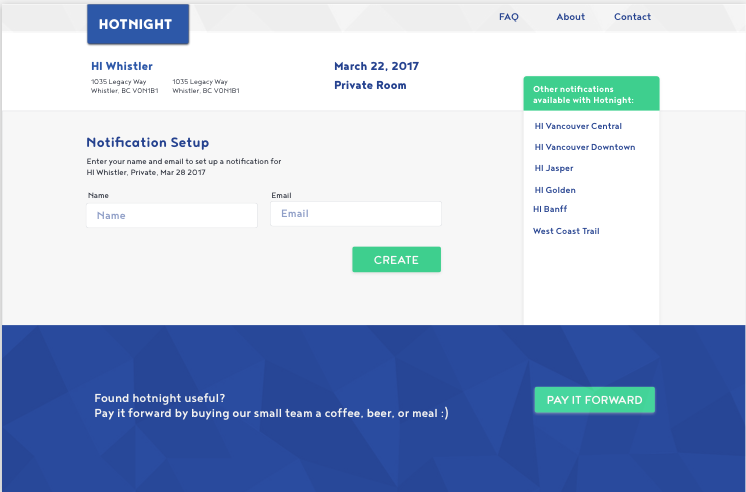 HOTNIGHT
FAQ
About
Contact
HI Whistler
1035 Legacy Way
Whistler, BC V0N1B1
1035 Legacy Way
Whistler, BC V0N1B1
March 22, 2017
Private Room
Other notifications
available with Hotnight:
HI Vancouver Central
HI Vancouver Downtown
HI Jasper
HI Golden
HI Banff
West Coast Trail
Notification Setup
Enter your name and email to set up a notification for
HI Whistler, Private, Mar 28 2017
Name
Email
Name
Email
CREATE
Found hotnight useful?
Pay it forward by buying our small team a coffee, beer, or meal :)
PAY IT FORWARD